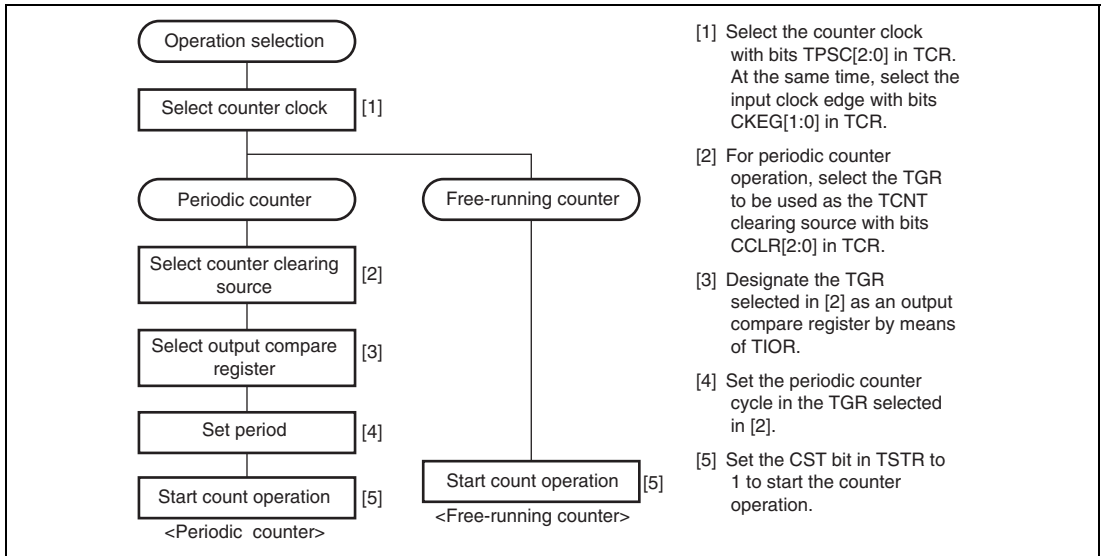 Operation selection
Select counter clock
[1]
Periodic counter
Free-running counter
Select counter clearing
source
[2]
Select output compare
register
[3]
Set period
[4]
Start count operation
[5]
<Periodic counter>
Start count operation
[5]
<Free-running counter>
[1] Select the counter clock
with bits TPSC[2:0] in TCR.
At the same time, select the
input clock edge with bits
CKEG[1:0] in TCR.
[2] For periodic counter
operation, select the TGR
to be used as the TCNT
clearing source with bits
CCLR[2:0] in TCR.
[3] Designate the TGR
selected in [2] as an output
compare register by means
of TIOR.
[4] Set the periodic counter
cycle in the TGR selected
in [2].
[5] Set the CST bit in TSTR to
1 to start the counter
operation.